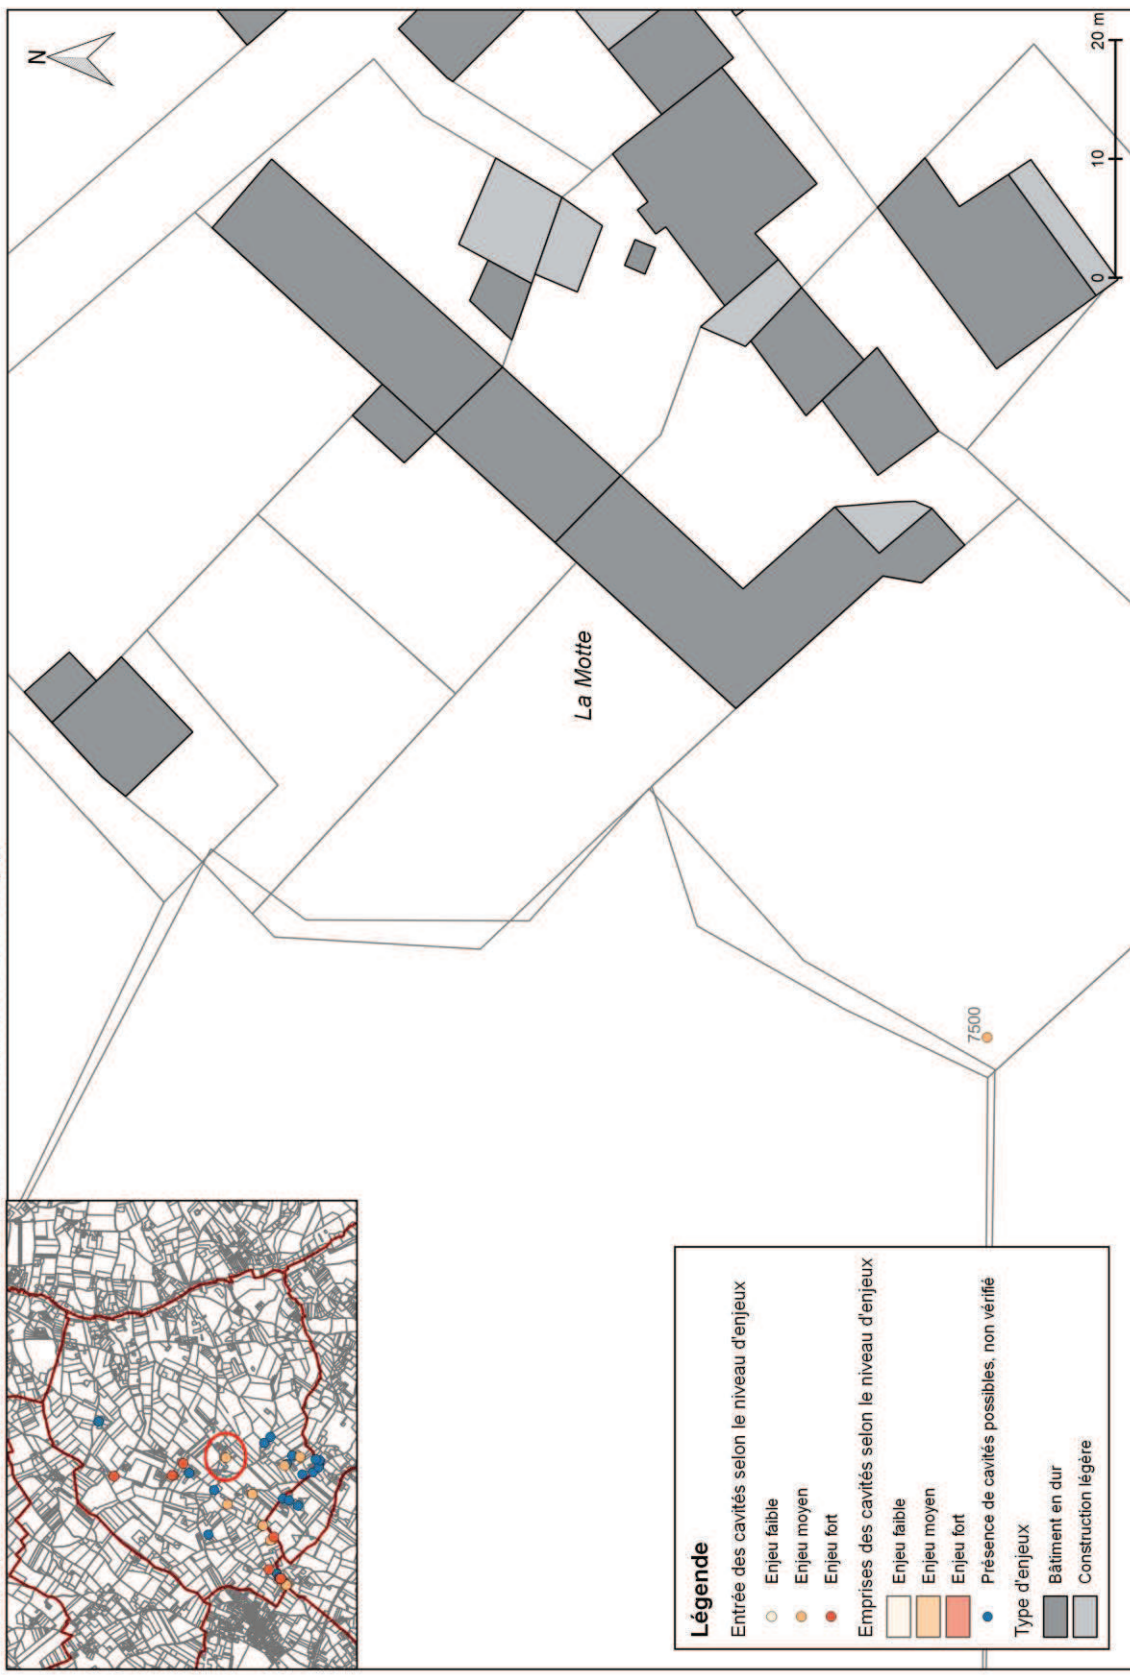 N
La Motte
7500
20 m
10
0
Légende
Entrée des cavités selon le niveau d'enjeux
Enjeu faible
Enjeu moyen
Enjeu fort
Emprises des cavités selon le niveau d'enjeux
Enjeu faible
Enjeu moyen
Enjeu fort
Présence de cavités possibles, non vérifié
Type d'enjeux
Bâtiment en dur
Construction légère